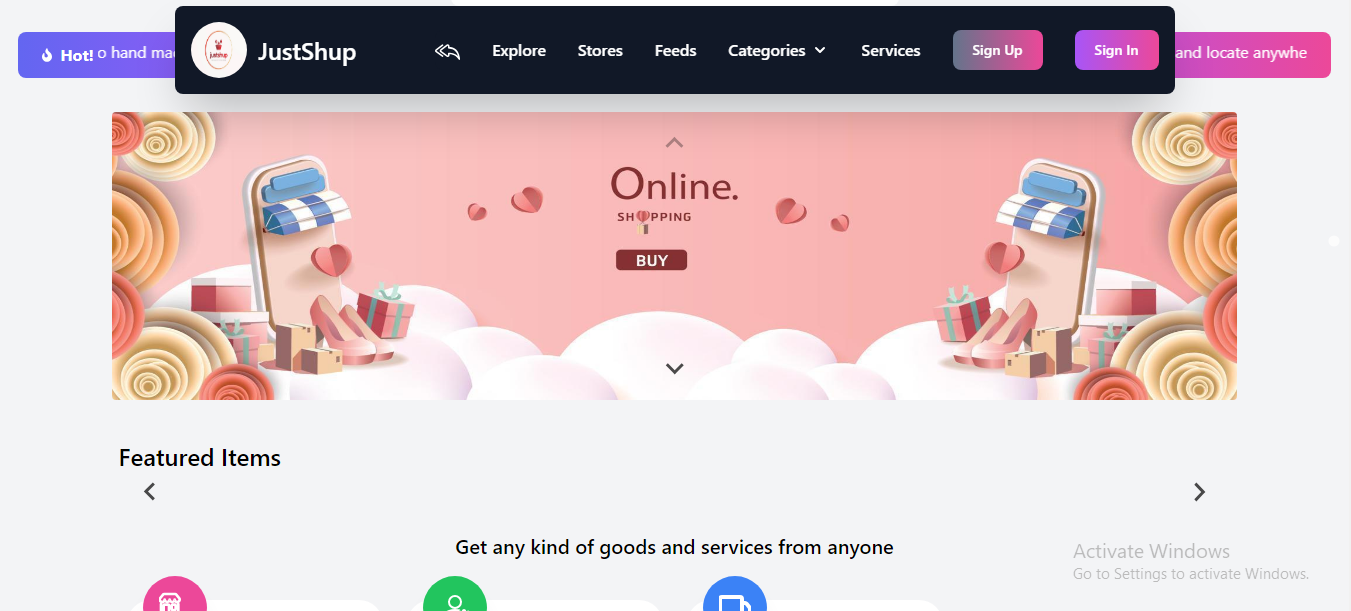 Hot! o hand mad
justshup
JustShup
Explore
Stores
Feeds
Categories
Services
Sign Up
Sign In
and locate anywhe
Online.
SHOPPING
BUY
Featured Items
Get any kind of goods and services from anyone
Activate Windows
Go to Settings to activate Windows.